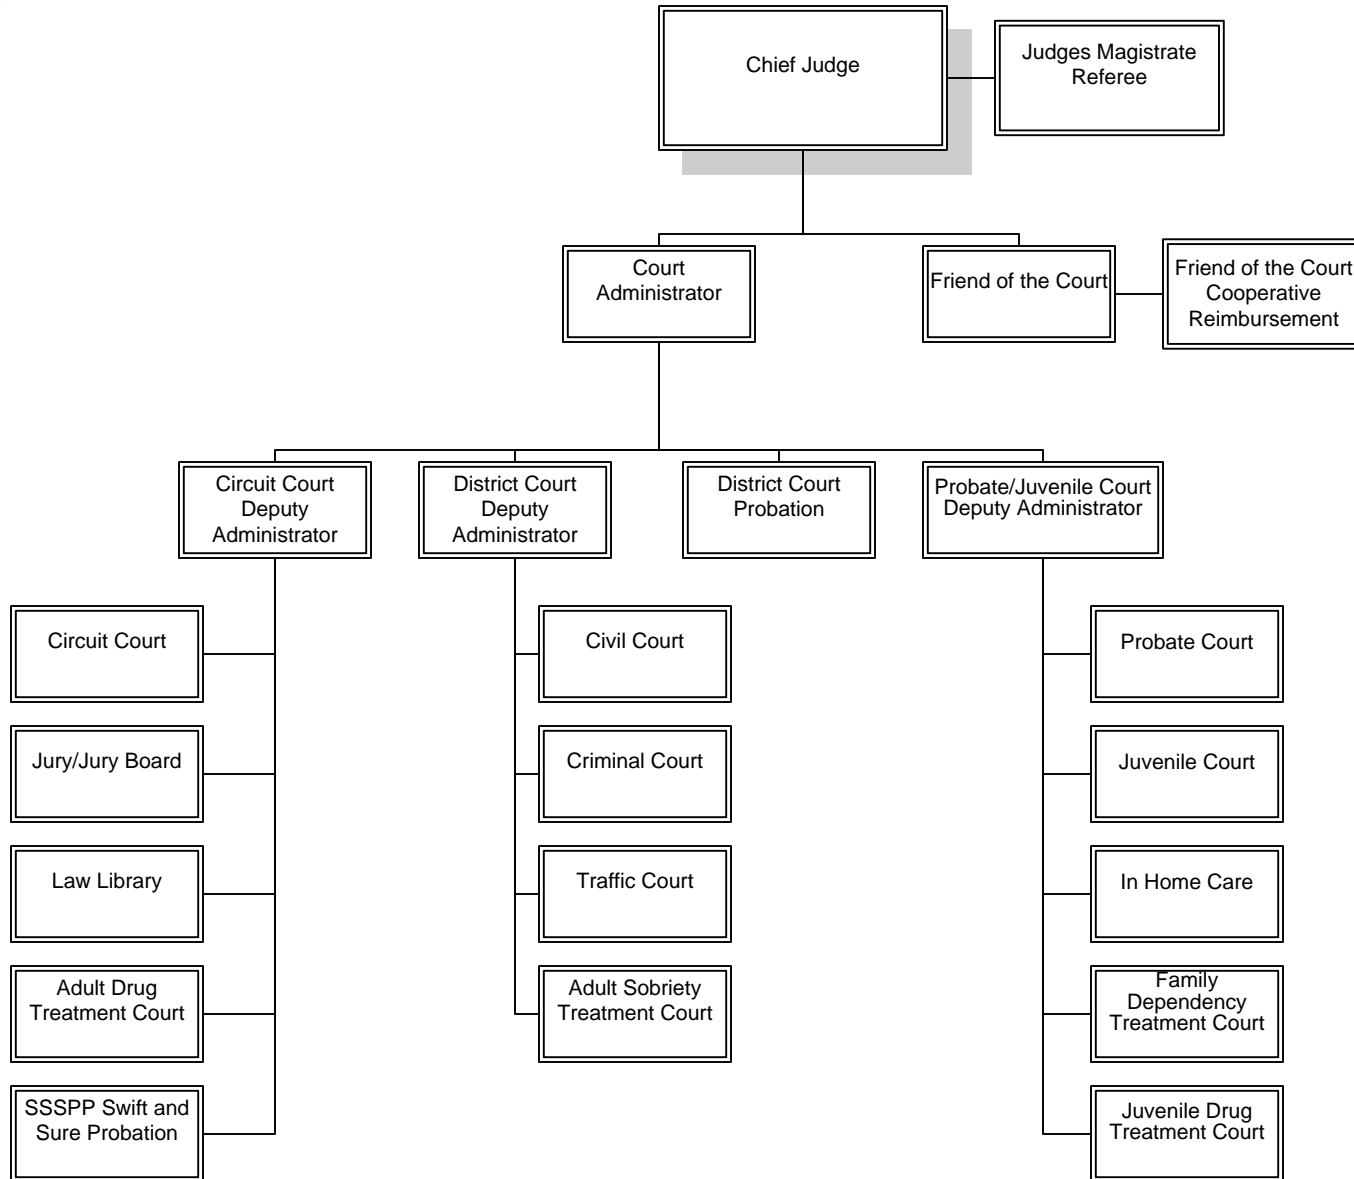 Chief Judge
Judges Magistrate
Referee
Court
Administrator
Friend of the Court
Friend of the Court
Cooperative
Reimbursement
Circuit Court
Deputy
Administrator
District Court
Deputy
Administrator
District Court
Probation
Probate/Juvenile Court
Deputy Administrator
Circuit Court
Jury/Jury Board
Law Library
Adult Drug
Treatment Court
SSSPP Swift and
Sure Probation
Civil Court
Criminal Court
Traffic Court
Adult Sobriety
Treatment Court
Probate Court
Juvenile Court
In Home Care
Family
Dependency
Treatment Court
Juvenile Drug
Treatment Court